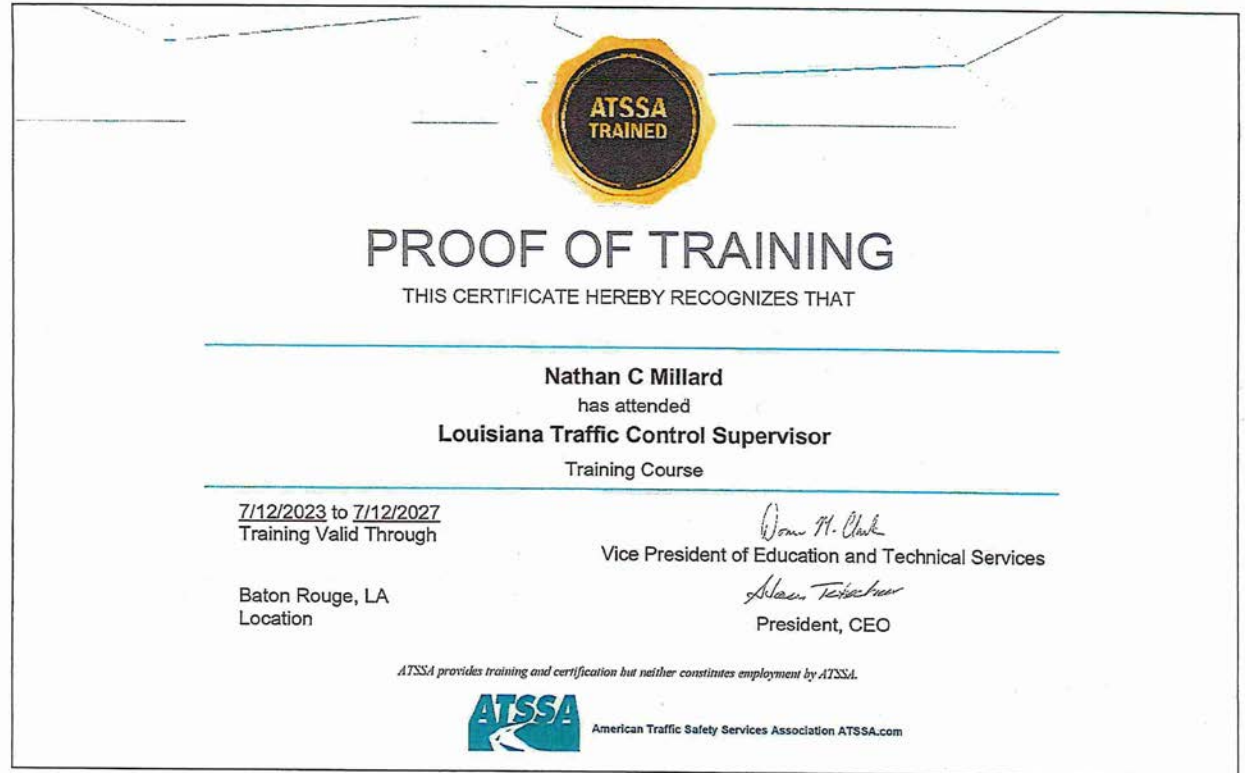 ATSSA
TRAINED
PROOF OF TRAINING
THIS CERTIFICATE HEREBY RECOGNIZES THAT
Nathan C Millard
has attended
Louisiana Traffic Control Supervisor
Training Course
7/12/2023 to 7/12/2027
Training Valid Through
Vice President of Education and Technical Services
Baton Rouge, LA
Location
President, CEO
ATSSA provides training and certification but neither constitutes employment by ATSSA.
ATSSA
American Traffic Safety Services Association ATSSA.com